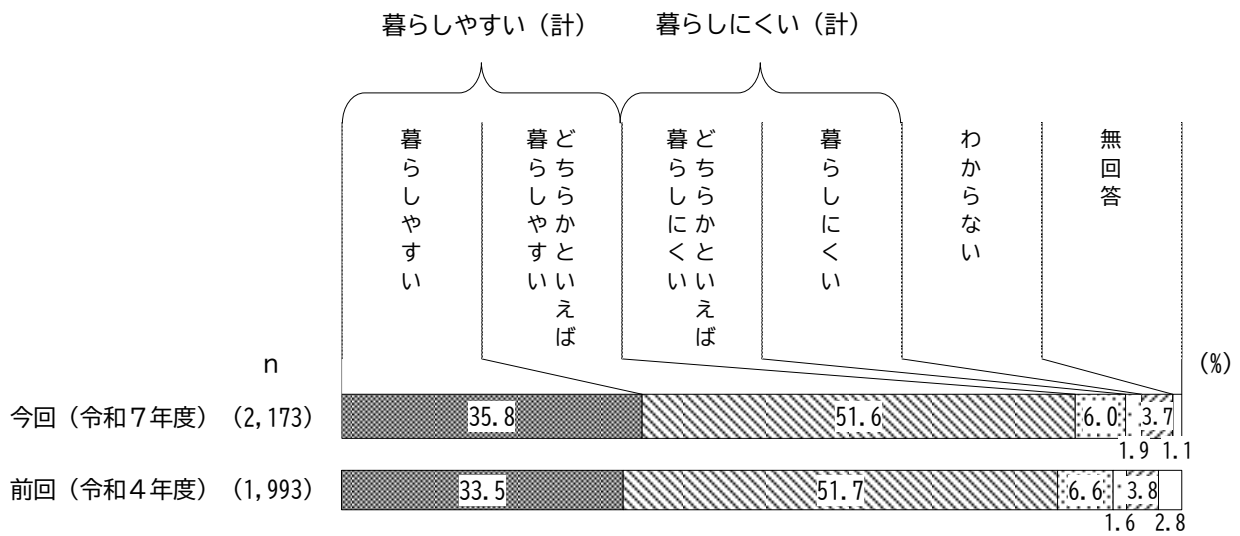 暮らしやすい（計）
暮らしにくい（計）
暮らしやすい
どちらかといえば
暮らしやすい
どちらかといえば
暮らしにくい
暮らしにくい
わからない
無回答
n
(%)
今回（令和７年度） (2,173)
35.8
51.6
6.0
3.7
1.9
1.1
前回（令和４年度） (1,993)
33.5
51.7
6.6
3.8
1.6
2.8